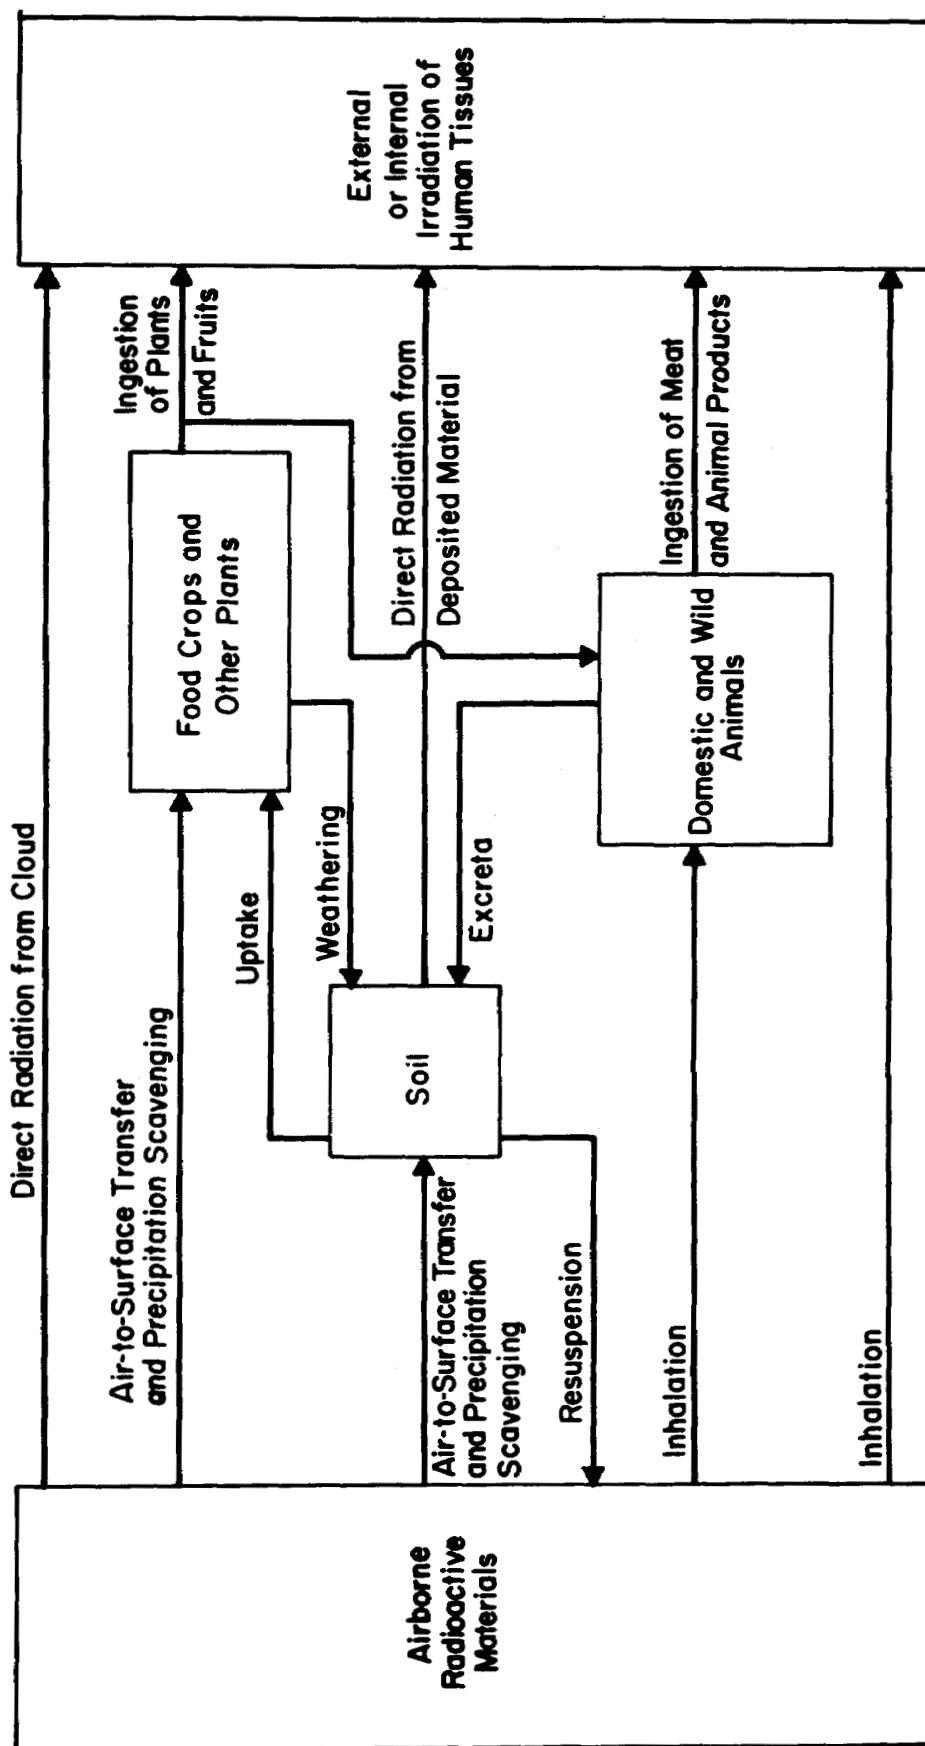 Direct Radiation from Cloud
Air-to-Surface Transfer
and Precipitation Scavenging
Uptake
Weathering
Food Crops and
Other Plants
Ingestion
of Plants
and Fruits
External
or Internal
Irradiation of
Human Tissues
Airborne
Radioactive
Materials
Air-to-Surface Transfer
and Precipitation
Scavenging
Soil
Direct Radiation from
Deposited Material
Excreta
Resuspension
Inhalation
Domestic and Wild
Animals
Ingestion of Meat
and Animal Products
Inhalation